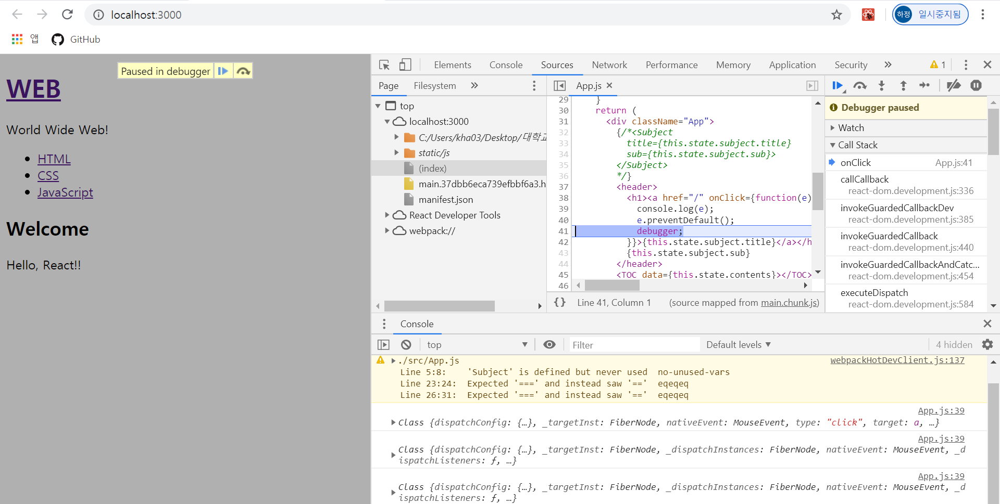 localhost:3000
하정 일시중지됨
앱 GitHub
Paused in debugger
WEB
World Wide Web!
HTML
CSS
JavaScript
Welcome
Hello, React!!
Elements Console Sources Network Performance Memory Application Security » 1
Page Filesystem »
top
localhost:3000
C:/Users/kha03/Desktop/대학교
static/js
(index)
main.37dbb6eca739efbbf6a3.h
manifest.json
React Developer Tools
webpack://
App.js
29 }
30 return (
31 <div className="App">
32 {/*<Subject
33 title={this.state.subject.title}
34 sub={this.state.subject.sub}>
35 </Subject>
36 */}
37 <header>
38 <h1><a href="/" onClick={function(e)
39 console.log(e);
40 e.preventDefault();
41 debugger;
42 }}>{this.state.subject.title}</a></h
43 {this.state.subject.sub}
44 </header>
45 <TOC data={this.state.contents}></TOC>
46
{} Line 41, Column 1 (source mapped from main.chunk.js)
Debugger paused
Watch
Call Stack
onClick App.js:41
callCallback
react-dom.development.js:336
invokeGuardedCallbackDev
react-dom.development.js:385
invokeGuardedCallback
react-dom.development.js:440
invokeGuardedCallbackAndCatc...
react-dom.development.js:454
executeDispatch
react-dom.development.js:584
Console
top Filter Default levels 4 hidden
./src/App.js webpackHotDevClient.js:137
Line 5:8: 'Subject' is defined but never used no-unused-vars
Line 23:24: Expected '===' and instead saw '==' eqeqeq
Line 26:31: Expected '===' and instead saw '==' eqeqeq
App.js:39
Class {dispatchConfig: {…}, _targetInst: FiberNode, nativeEvent: MouseEvent, type: "click", target: a, …}
App.js:39
Class {dispatchConfig: {…}, _targetInst: FiberNode, _dispatchInstances: FiberNode, nativeEvent: MouseEvent, _d
ispatchListeners: ƒ, …}
App.js:39
Class {dispatchConfig: {…}, _targetInst: FiberNode, _dispatchInstances: FiberNode, nativeEvent: MouseEvent, _d
ispatchListeners: ƒ, …}